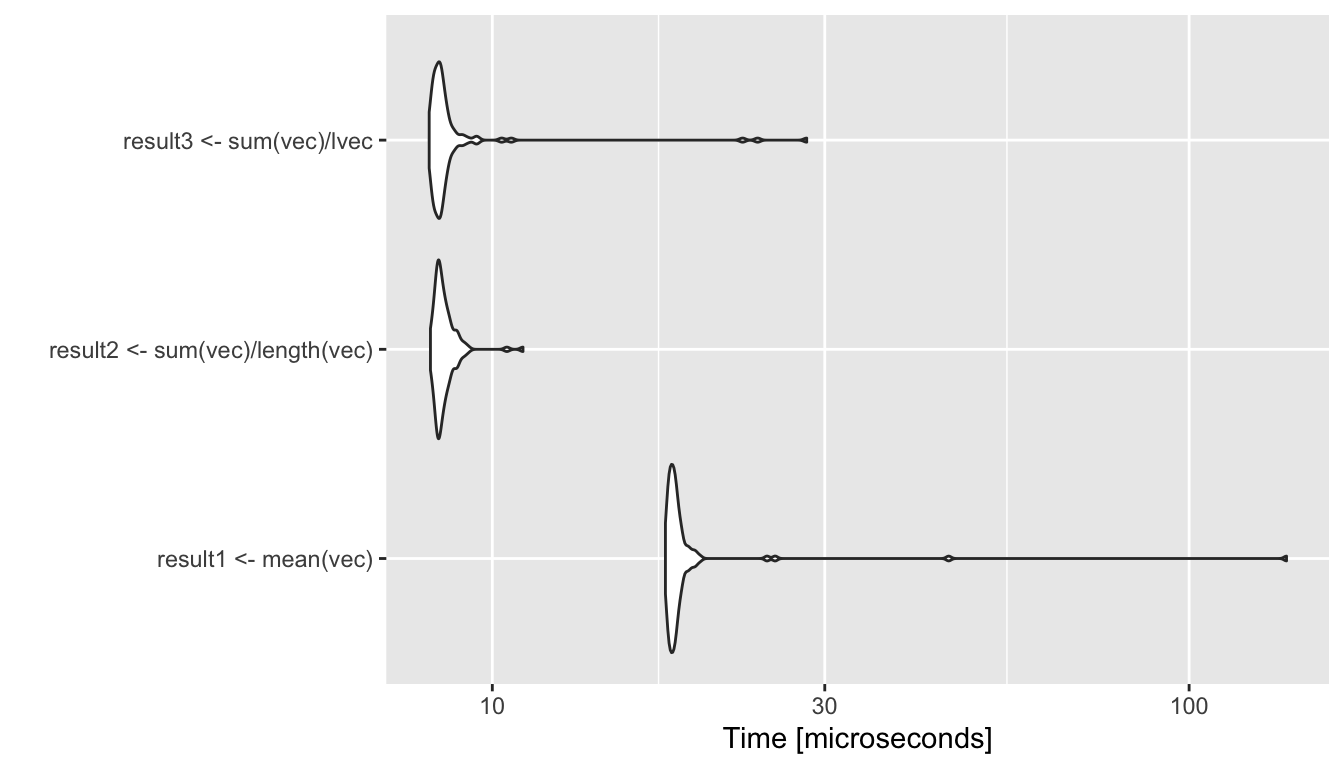 result3 <- sum(vec)/lvec
result2 <- sum(vec)/length(vec)
result1 <- mean(vec)
10 30 100
Time [microseconds]